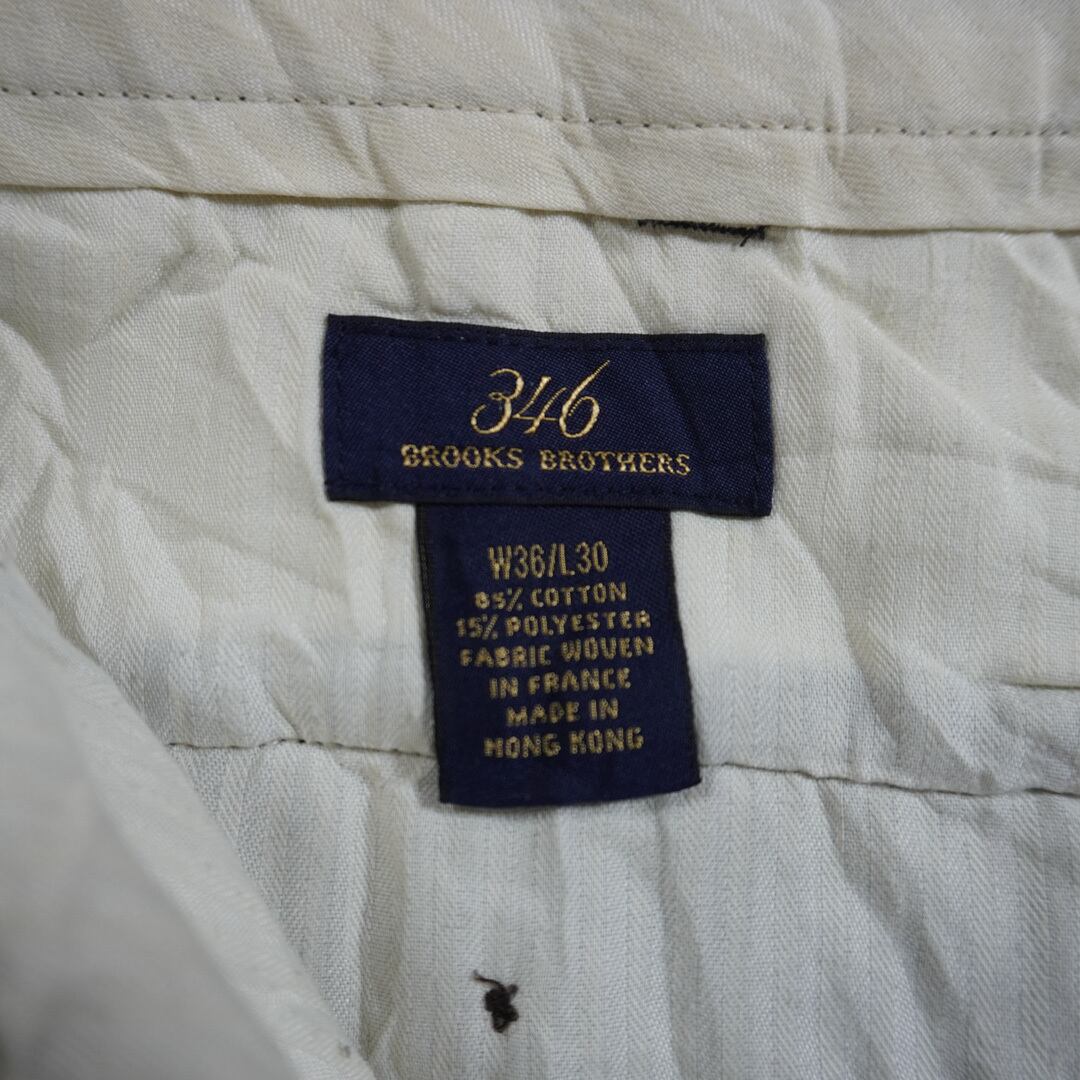 346
BROOKS BROTHERS
W36/L30
85% COTTON
15% POLYESTER
FABRIC WOVEN
IN FRANCE
MADE IN
HONG KONG